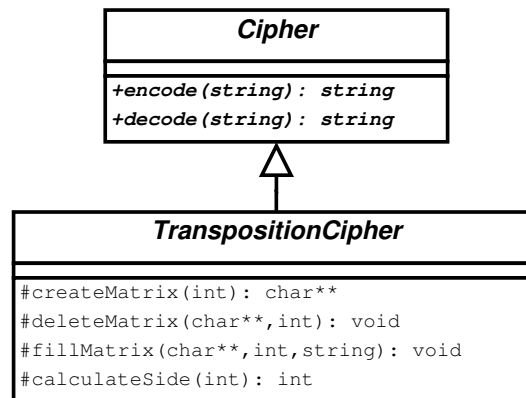 Cipher
+encode(string): string
+decode(string): string
TranspositionCipher
#createMatrix(int): char**
#deleteMatrix(char**,int): void
#fillMatrix(char**,int,string): void
#calculateSide(int): int